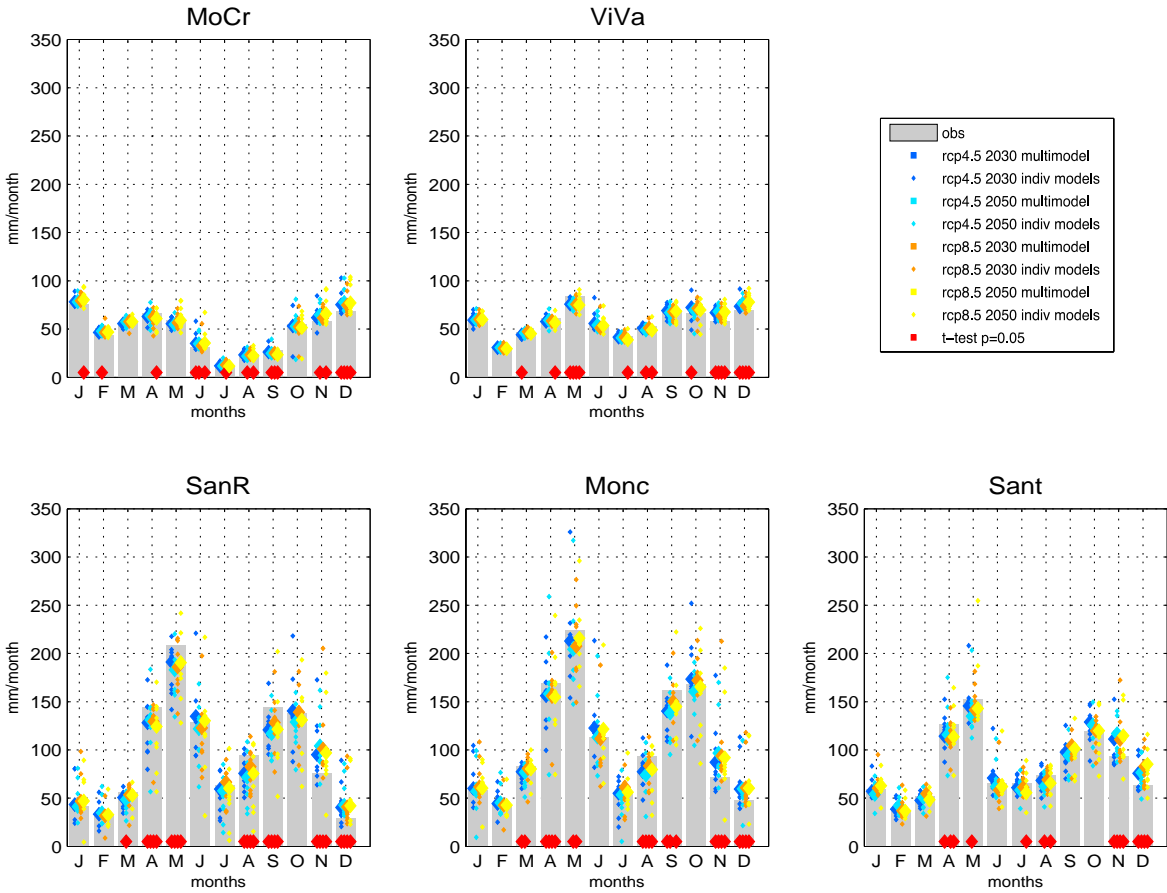 MoCr
350
300
250
200
150
100
50
0
mm/month
J F M A M J J A S O N D
months
ViVa
350
300
250
200
150
100
50
0
mm/month
J F M A M J J A S O N D
months
obs
rcp4.5 2030 multimodel
rcp4.5 2030 indiv models
rcp4.5 2050 multimodel
rcp4.5 2050 indiv models
rcp8.5 2030 multimodel
rcp8.5 2030 indiv models
rcp8.5 2050 multimodel
rcp8.5 2050 indiv models
t−test p=0.05
SanR
350
300
250
200
150
100
50
0
mm/month
J F M A M J J A S O N D
months
Monc
350
300
250
200
150
100
50
0
mm/month
J F M A M J J A S O N D
months
Sant
350
300
250
200
150
100
50
0
mm/month
J F M A M J J A S O N D
months